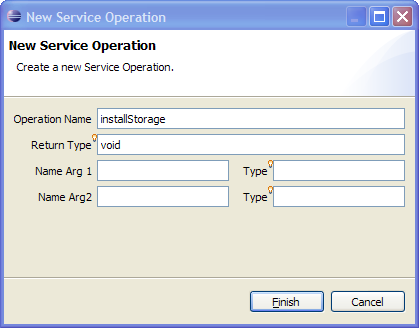 New Service Operation
New Service Operation
Create a new Service Operation.
Operation Name installStorage
Return Type void
Name Arg 1 Type
Name Arg2 Type
Finish Cancel